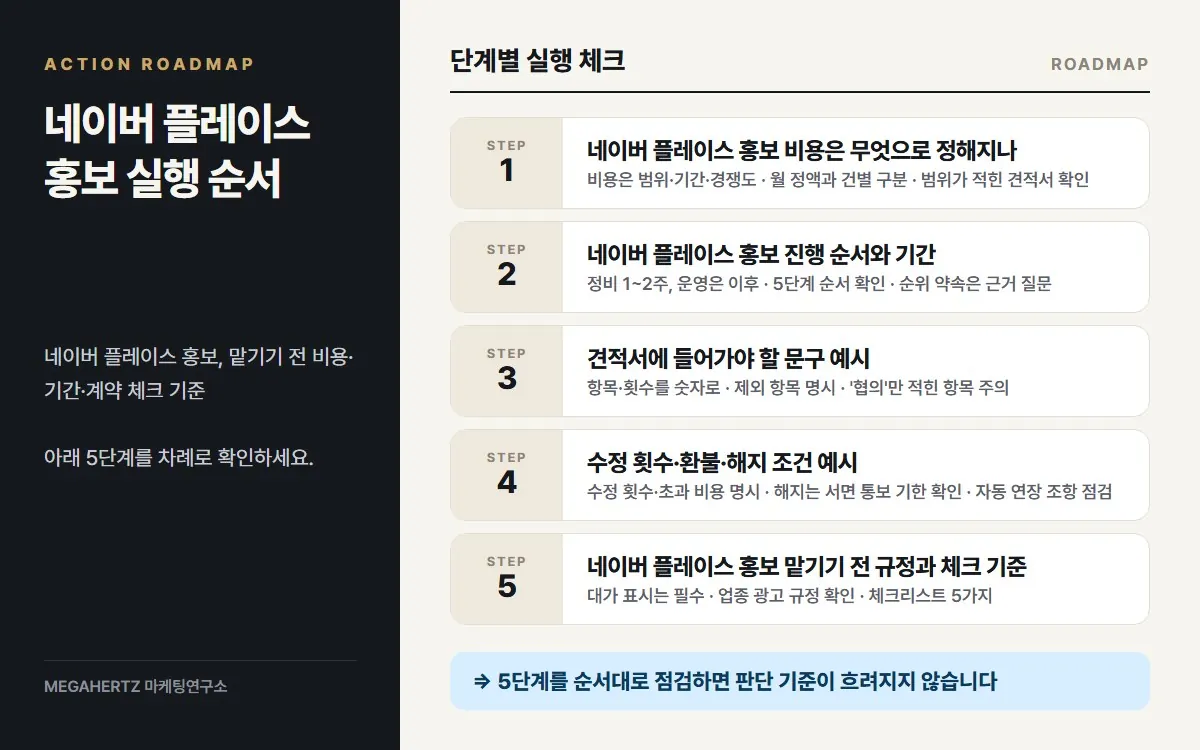 ACTION ROADMAP
네이버 플레이스
홍보 실행 순서
네이버 플레이스 홍보, 맡기기 전 비용·
기간·계약 체크 기준
아래 5단계를 차례로 확인하세요.
MEGAHERTZ 마케팅연구소
단계별 실행 체크
ROADMAP
STEP
1
네이버 플레이스 홍보 비용은 무엇으로 정해지나
비용은 범위·기간·경쟁도 · 월 정액과 건별 구분 · 범위가 적힌 견적서 확인
STEP
2
네이버 플레이스 홍보 진행 순서와 기간
정비 1~2주, 운영은 이후 · 5단계 순서 확인 · 순위 약속은 근거 질문
STEP
3
견적서에 들어가야 할 문구 예시
항목·횟수를 숫자로 · 제외 항목 명시 · '협의'만 적힌 항목 주의
STEP
4
수정 횟수·환불·해지 조건 예시
수정 횟수·초과 비용 명시 · 해지는 서면 통보 기한 확인 · 자동 연장 조항 점검
STEP
5
네이버 플레이스 홍보 맡기기 전 규정과 체크 기준
대가 표시는 필수 · 업종 광고 규정 확인 · 체크리스트 5가지
→ 5단계를 순서대로 점검하면 판단 기준이 흐려지지 않습니다